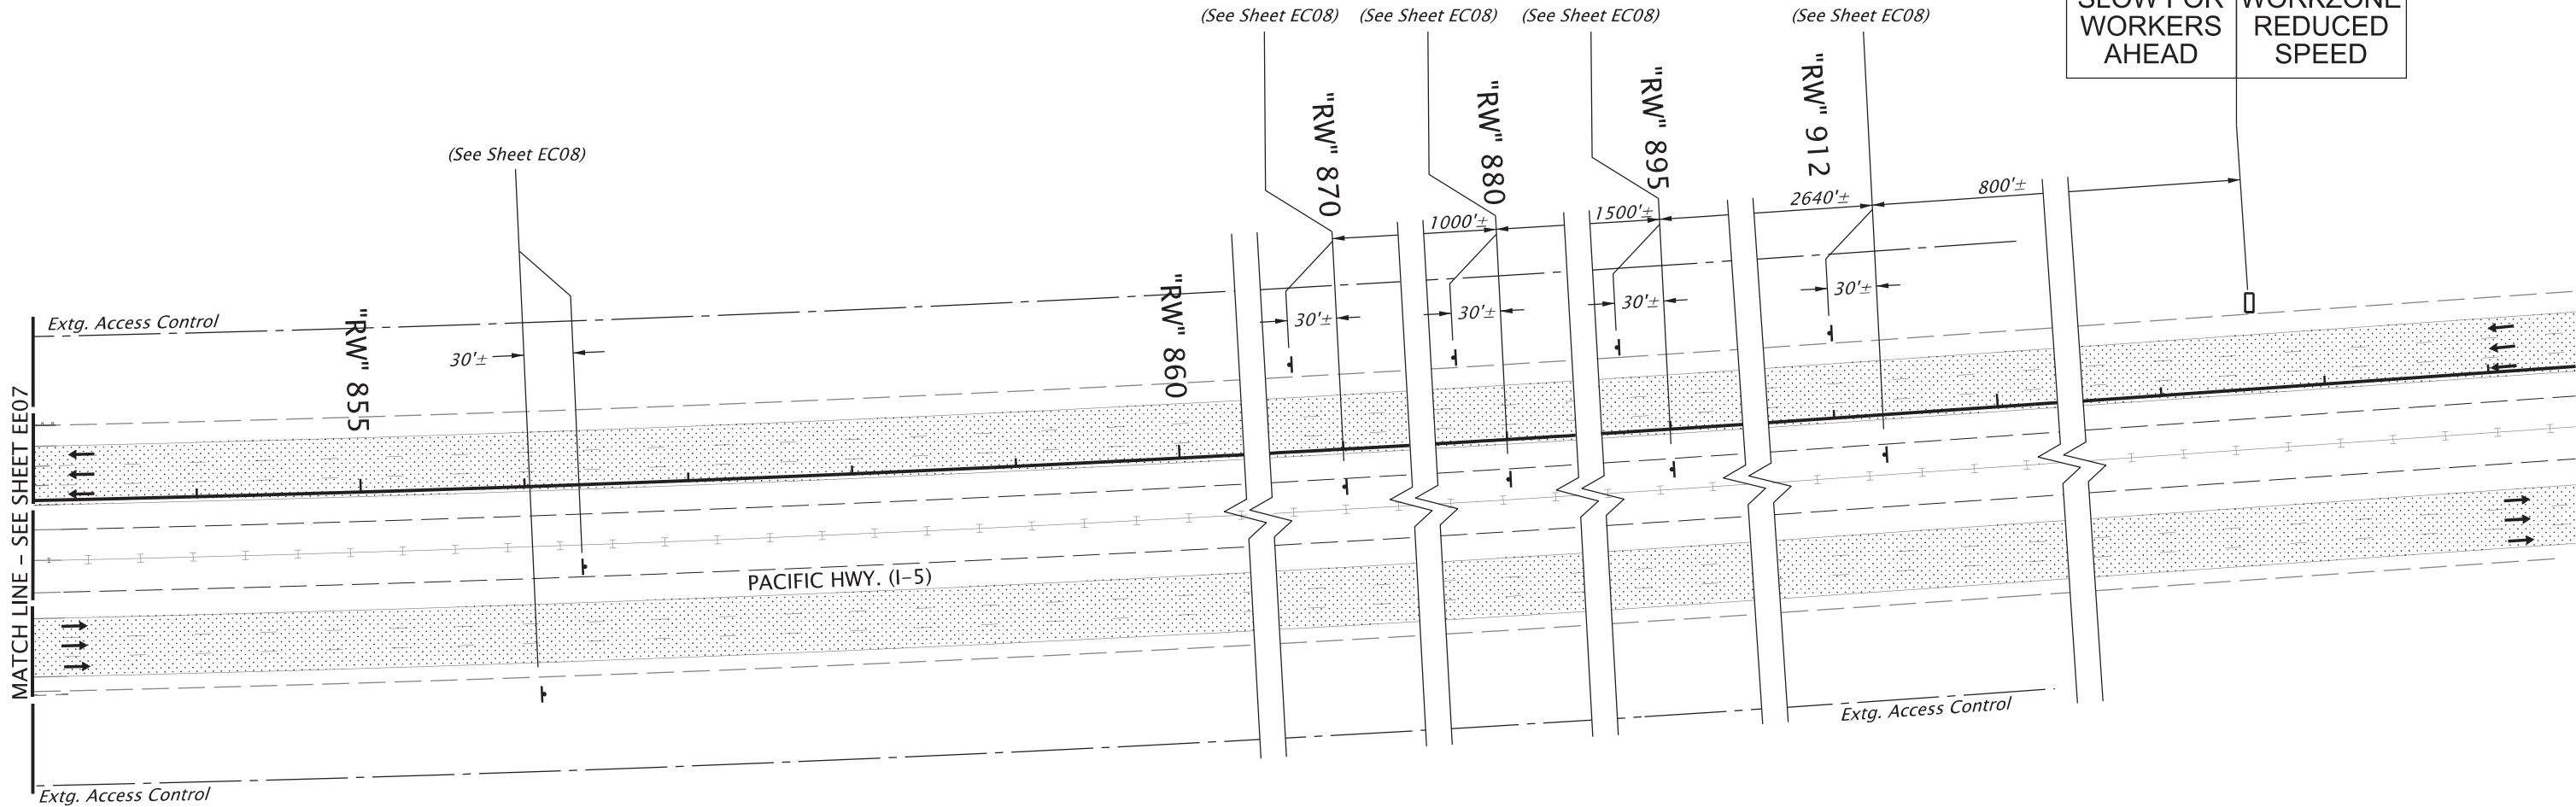 (See Sheet EC08) (See Sheet EC08) (See Sheet EC08) (See Sheet EC08)
SLOW FOR
WORKERS
AHEAD
WORKZONE
REDUCED
SPEED
(See Sheet EC08)
"RW" 855
"RW" 860
"RW" 870
"RW" 880
"RW" 895
"RW" 912
1000'±
1500'±
2640'±
800'±
30'±
30'±
30'±
30'±
30'±
Extg. Access Control
MATCH LINE – SEE SHEET EE07
PACIFIC HWY. (I–5)
Extg. Access Control
Extg. Access Control